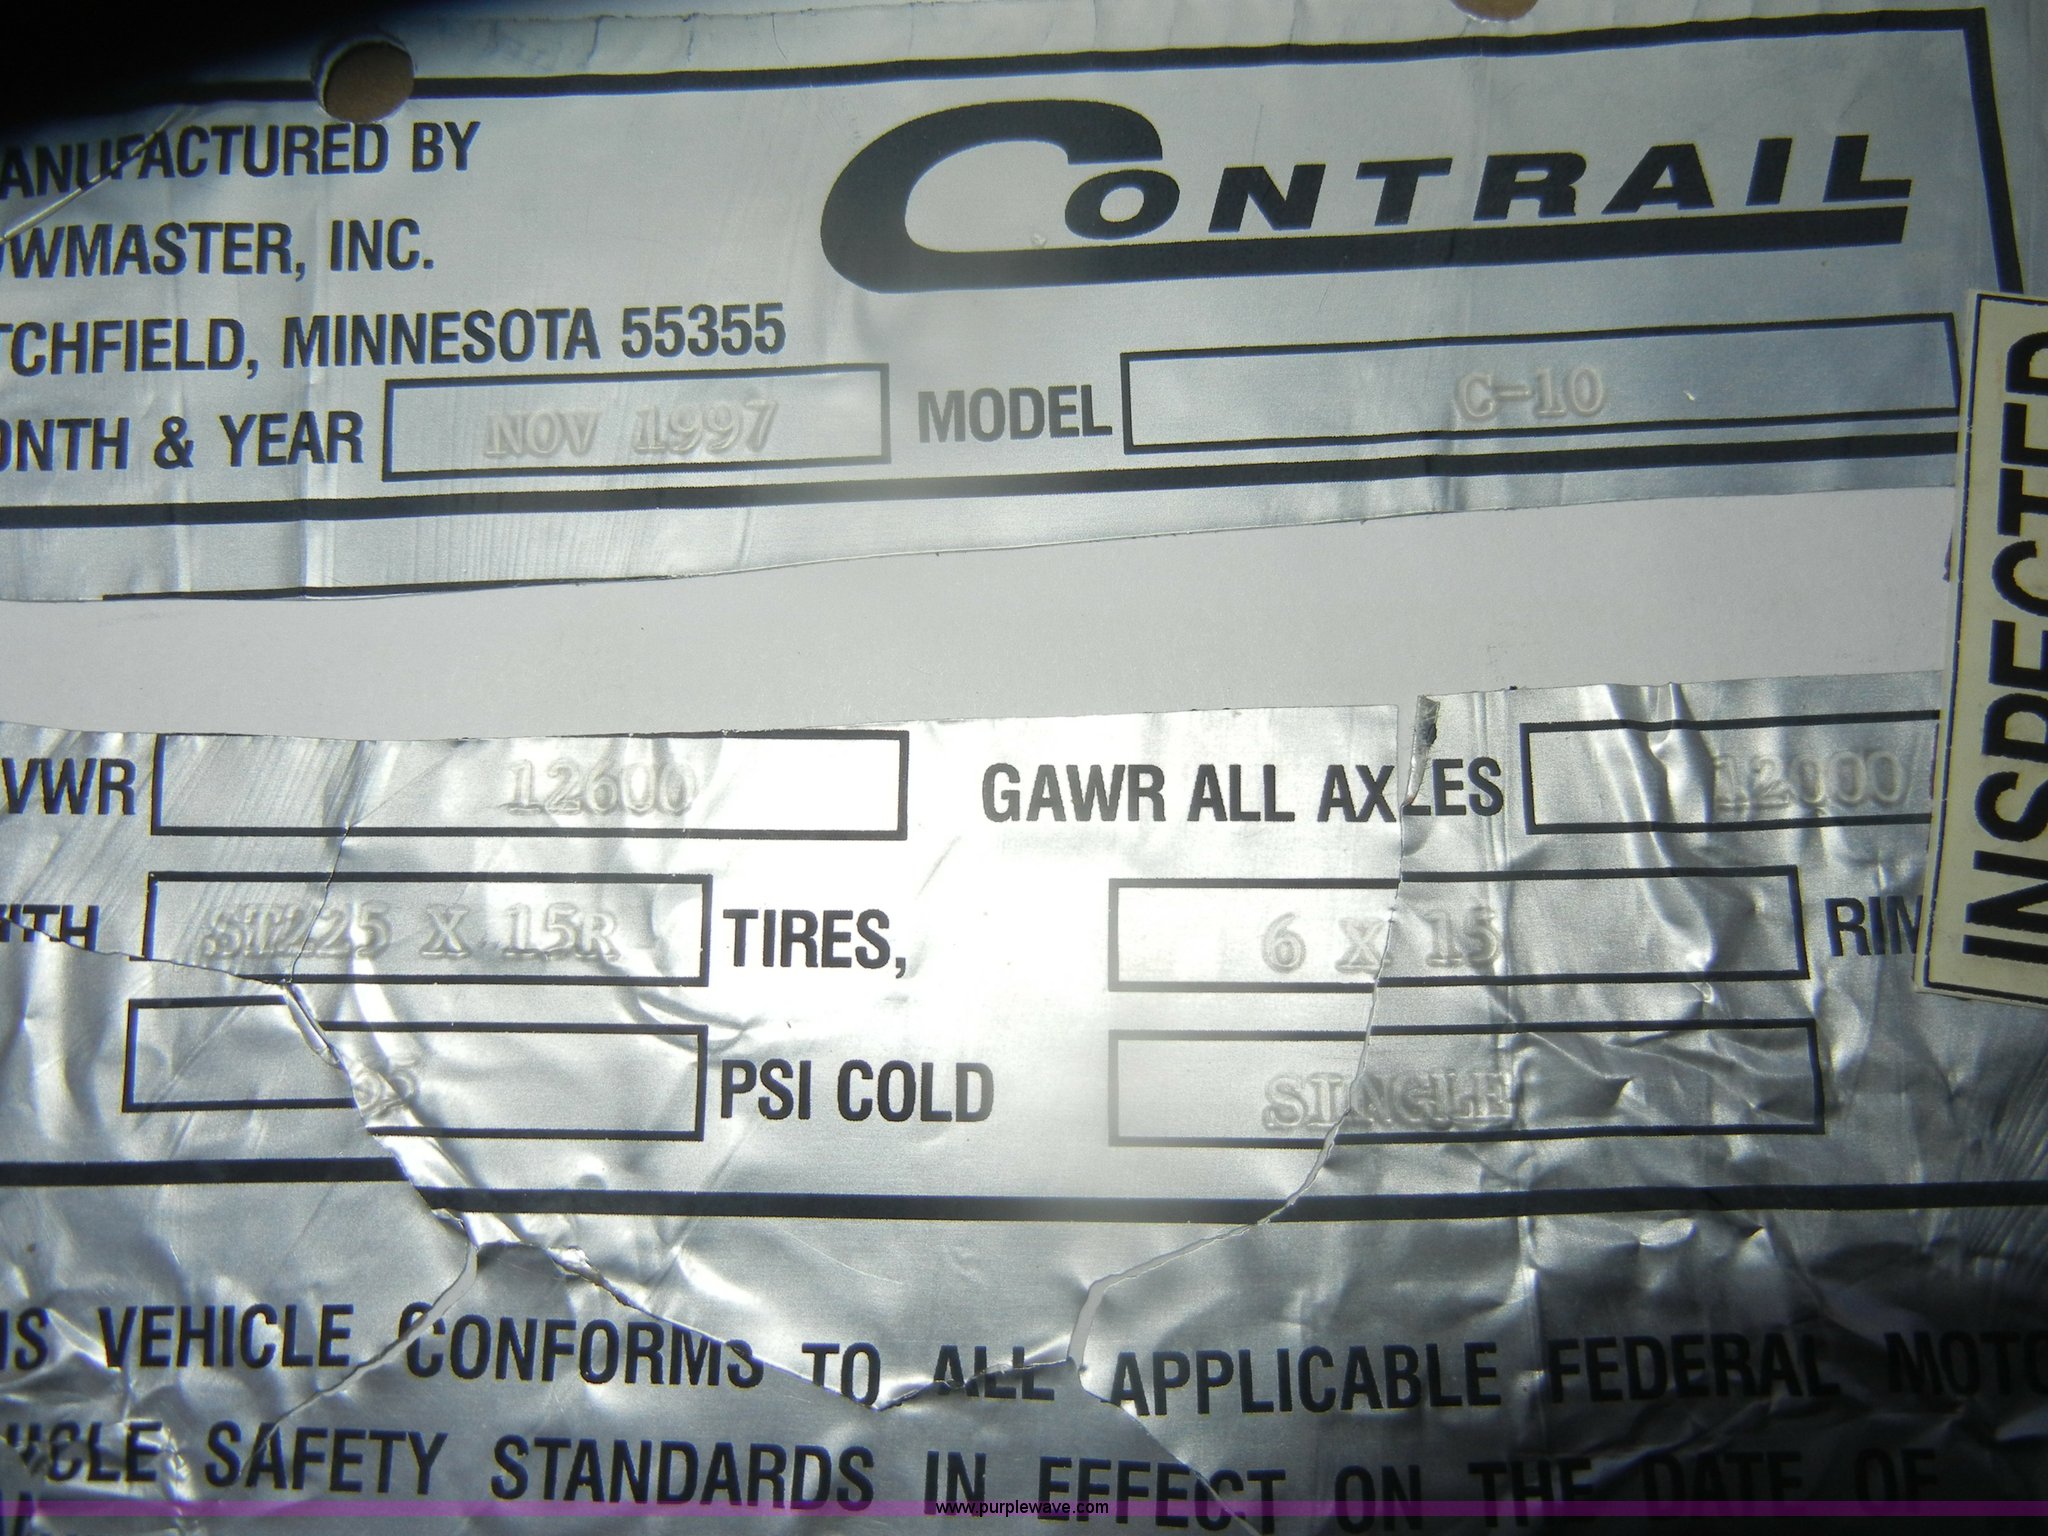 ANUFACTURED BY
CONTRAIL
OWMASTER, INC.
TCHFIELD, MINNESOTA 55355
ONTH & YEAR NOV 1997 MODEL C-10
INSPECTED
VWR 12600 GAWR ALL AXLES 12000
ITH ST225 X 15R TIRES, 6 X 15 RIM
PSI COLD SINGLE
IS VEHICLE CONFORMS TO ALL APPLICABLE FEDERAL MOTO
HICLE SAFETY STANDARDS IN EFFECT ON THE DATE OF
www.purplewave.com